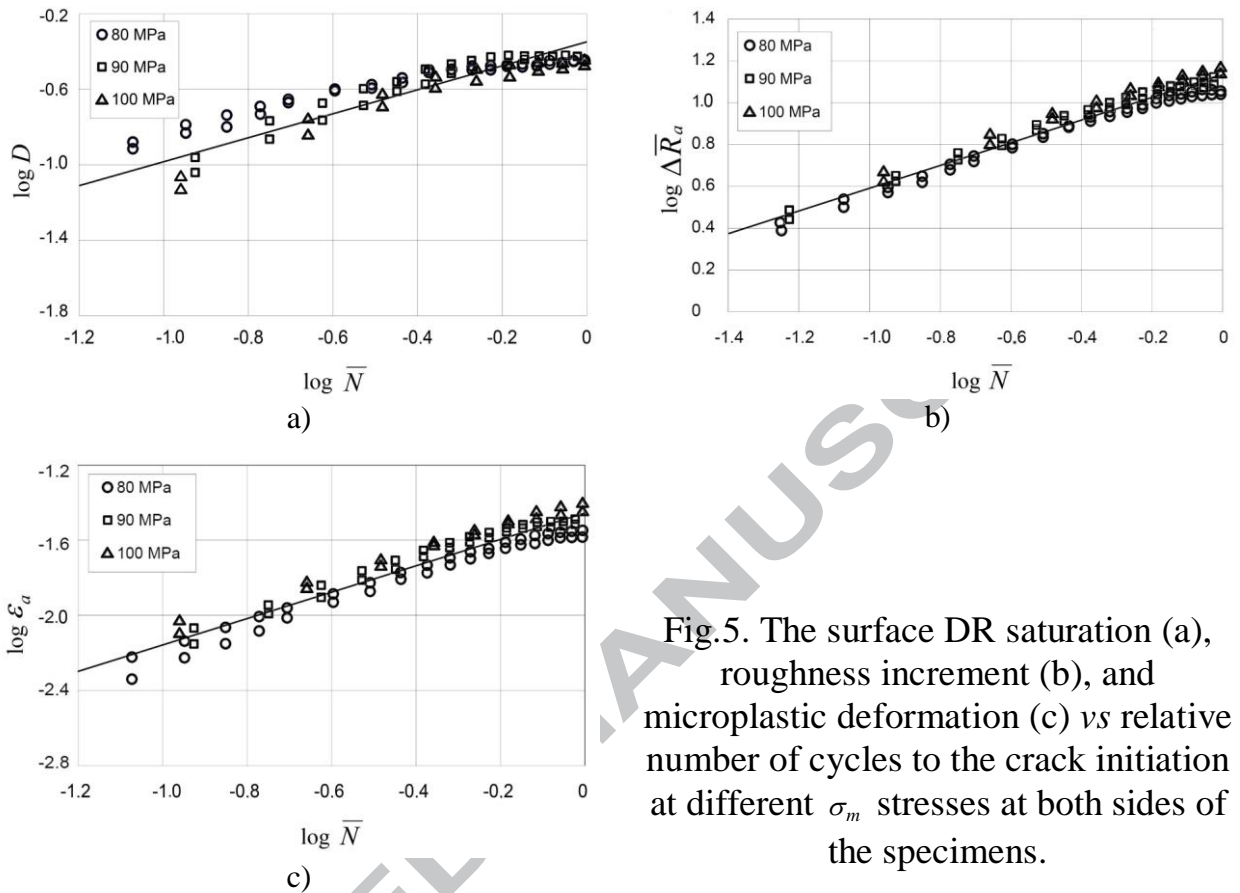 -0.2
-0.6
-1.0
-1.4
-1.8
80 MPa
90 MPa
100 MPa
log D
-1.2 -1.0 -0.8 -0.6 -0.4 -0.2 0
log N̅
a)
1.4
1.2
1.0
0.8
0.6
0.4
0.2
0
80 MPa
90 MPa
100 MPa
log ΔR̅ₐ
-1.4 -1.2 -1.0 -0.8 -0.6 -0.4 -0.2 0
log N̅
b)
-1.2
-1.6
-2.0
-2.4
-2.8
80 MPa
90 MPa
100 MPa
log εₐ
-1.2 -1.0 -0.8 -0.6 -0.4 -0.2 0
log N̅
c)
Fig.5. The surface DR saturation (a),
roughness increment (b), and
microplastic deformation (c) vs relative
number of cycles to the crack initiation
at different σₘ stresses at both sides of
the specimens.